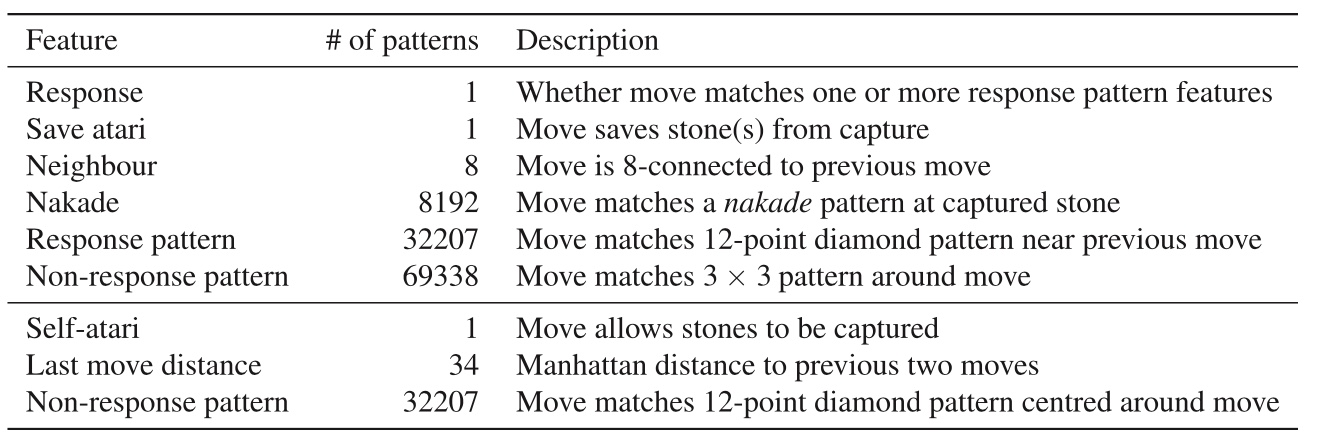 Feature # of patterns Description
Response 1 Whether move matches one or more response pattern features
Save atari 1 Move saves stone(s) from capture
Neighbour 8 Move is 8-connected to previous move
Nakade 8192 Move matches a nakade pattern at captured stone
Response pattern 32207 Move matches 12-point diamond pattern near previous move
Non-response pattern 69338 Move matches 3 × 3 pattern around move
Self-atari 1 Move allows stones to be captured
Last move distance 34 Manhattan distance to previous two moves
Non-response pattern 32207 Move matches 12-point diamond pattern centred around move